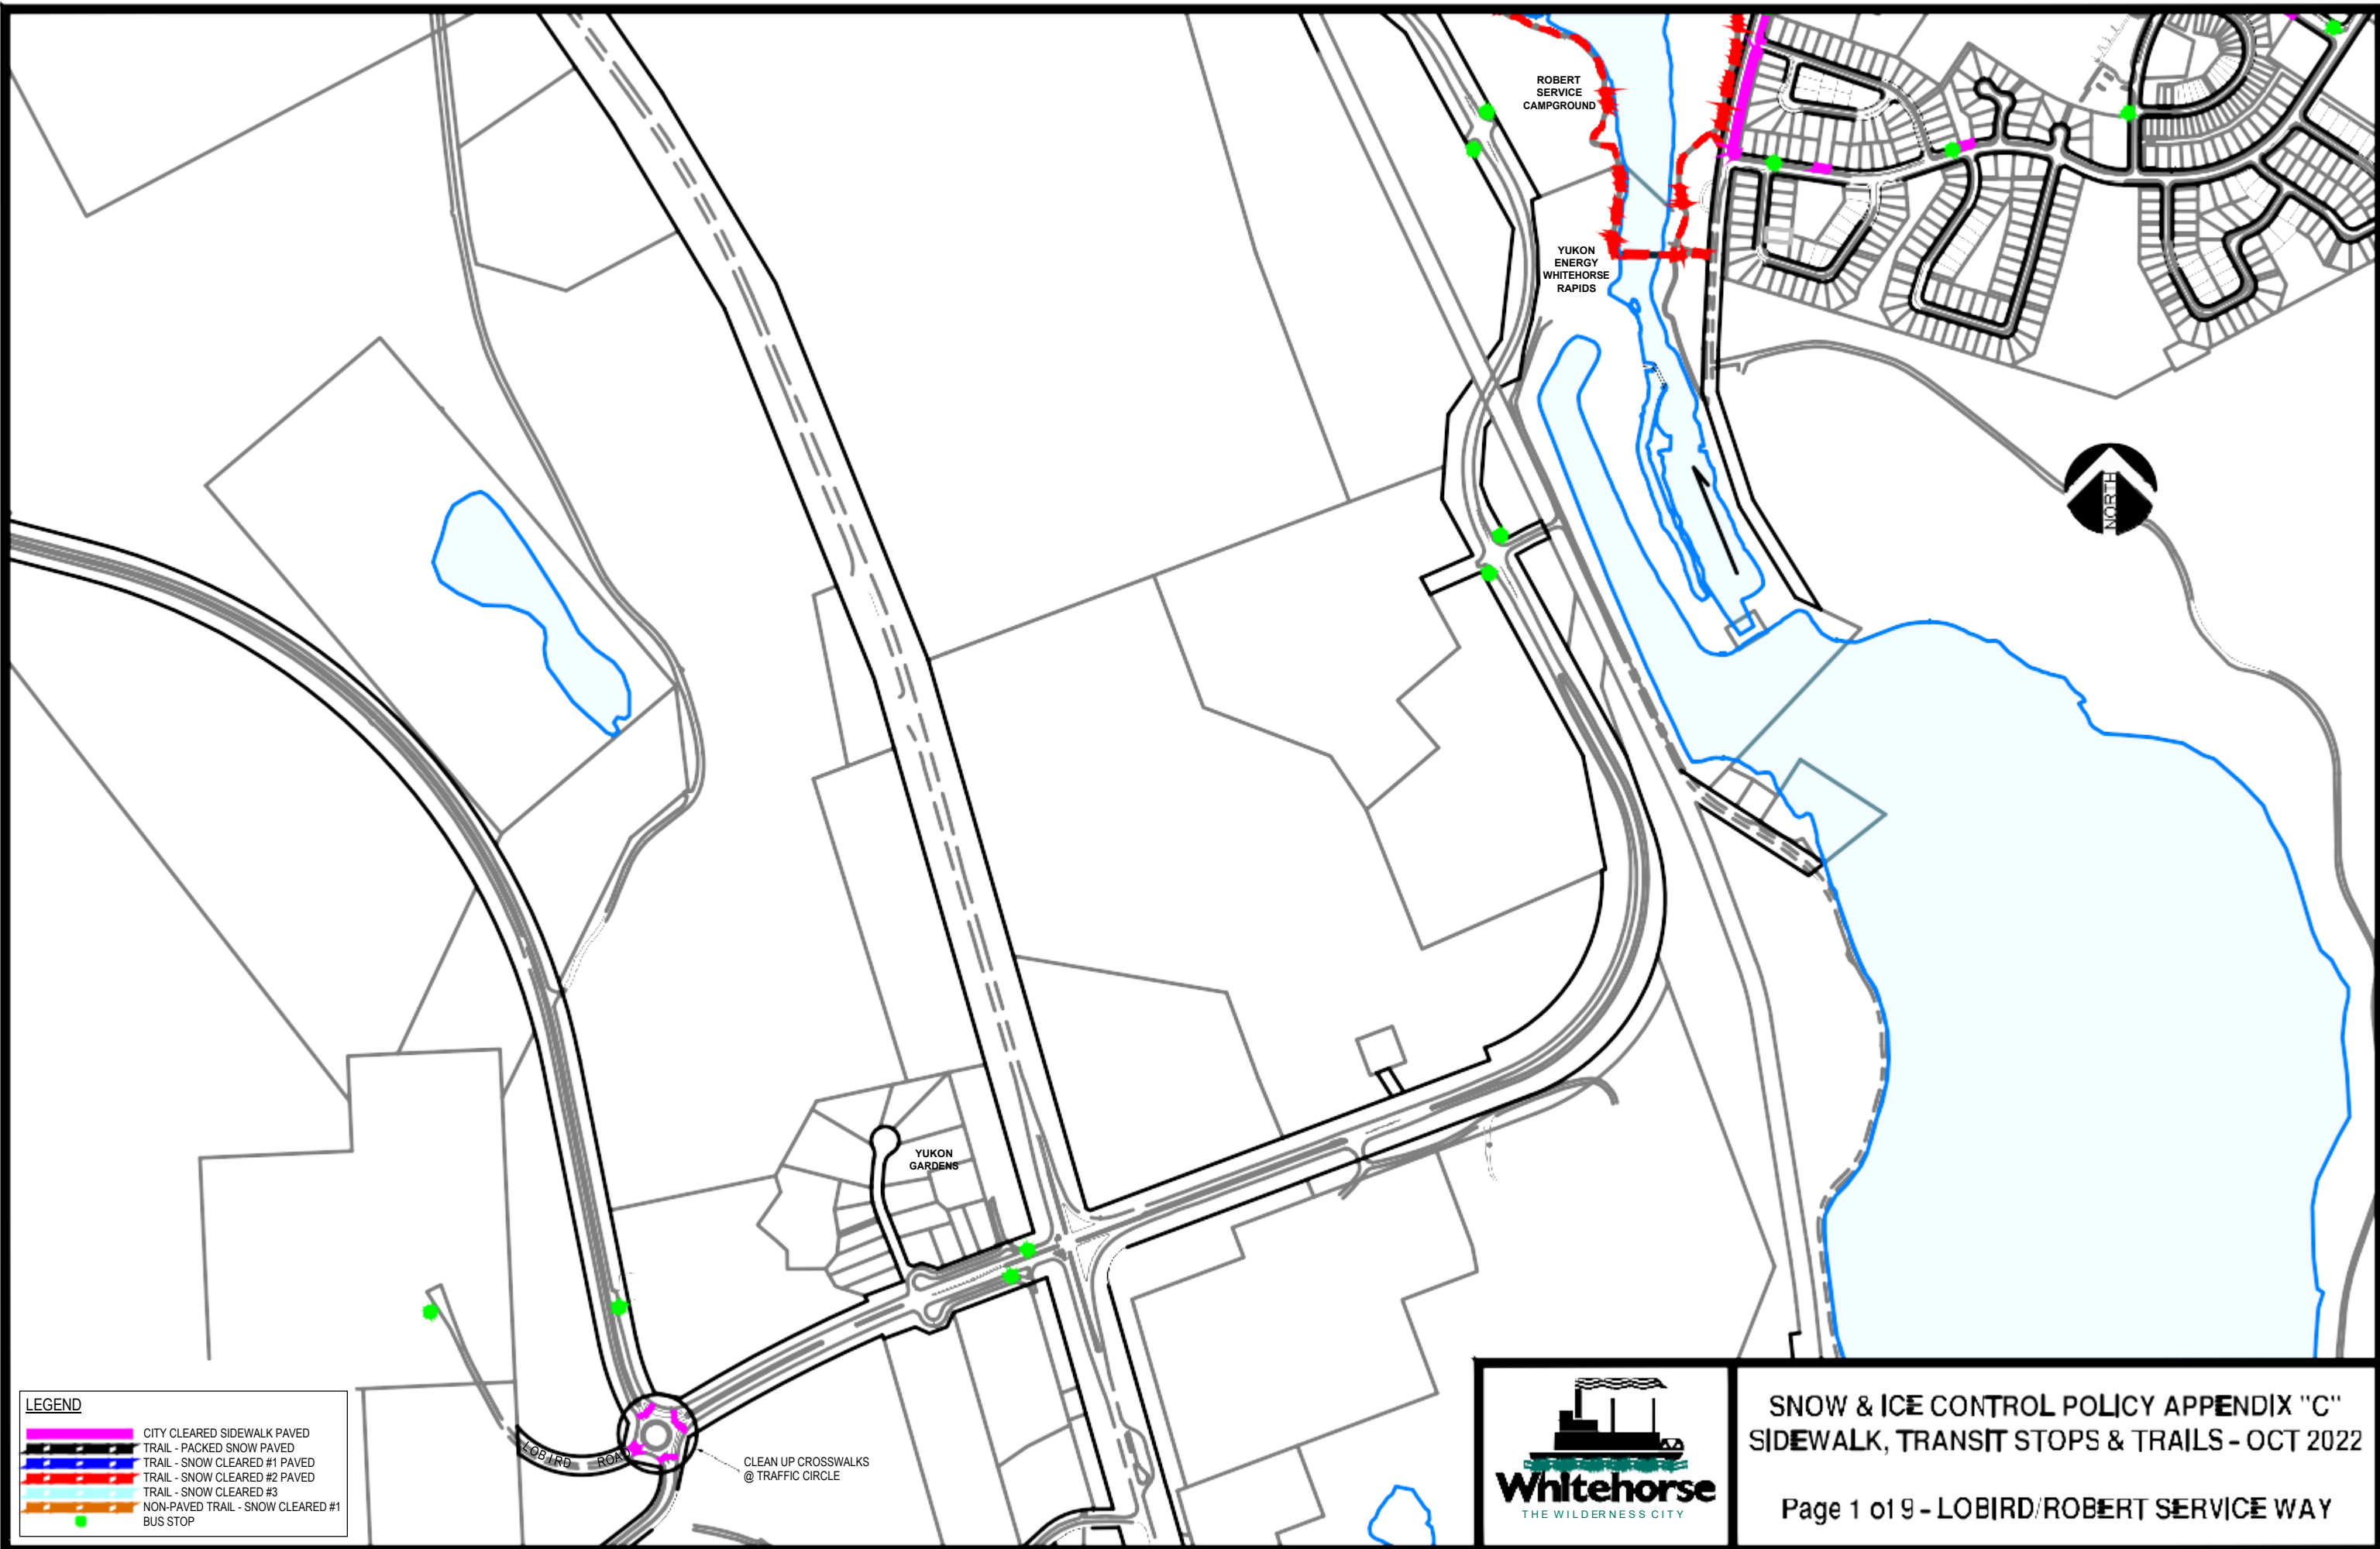 ROBERT
SERVICE
CAMPGROUND
YUKON
ENERGY
WHITEHORSE
RAPIDS
NORTH
YUKON
GARDENS
LOBIRD ROAD
CLEAN UP CROSSWALKS
@ TRAFFIC CIRCLE
LEGEND
CITY CLEARED SIDEWALK PAVED
TRAIL - PACKED SNOW PAVED
TRAIL - SNOW CLEARED #1 PAVED
TRAIL - SNOW CLEARED #2 PAVED
TRAIL - SNOW CLEARED #3
NON-PAVED TRAIL - SNOW CLEARED #1
BUS STOP
Whitehorse
THE WILDERNESS CITY
SNOW & ICE CONTROL POLICY APPENDIX "C"
SIDEWALK, TRANSIT STOPS & TRAILS - OCT 2022
Page 1 of 9 - LOBIRD/ROBERT SERVICE WAY